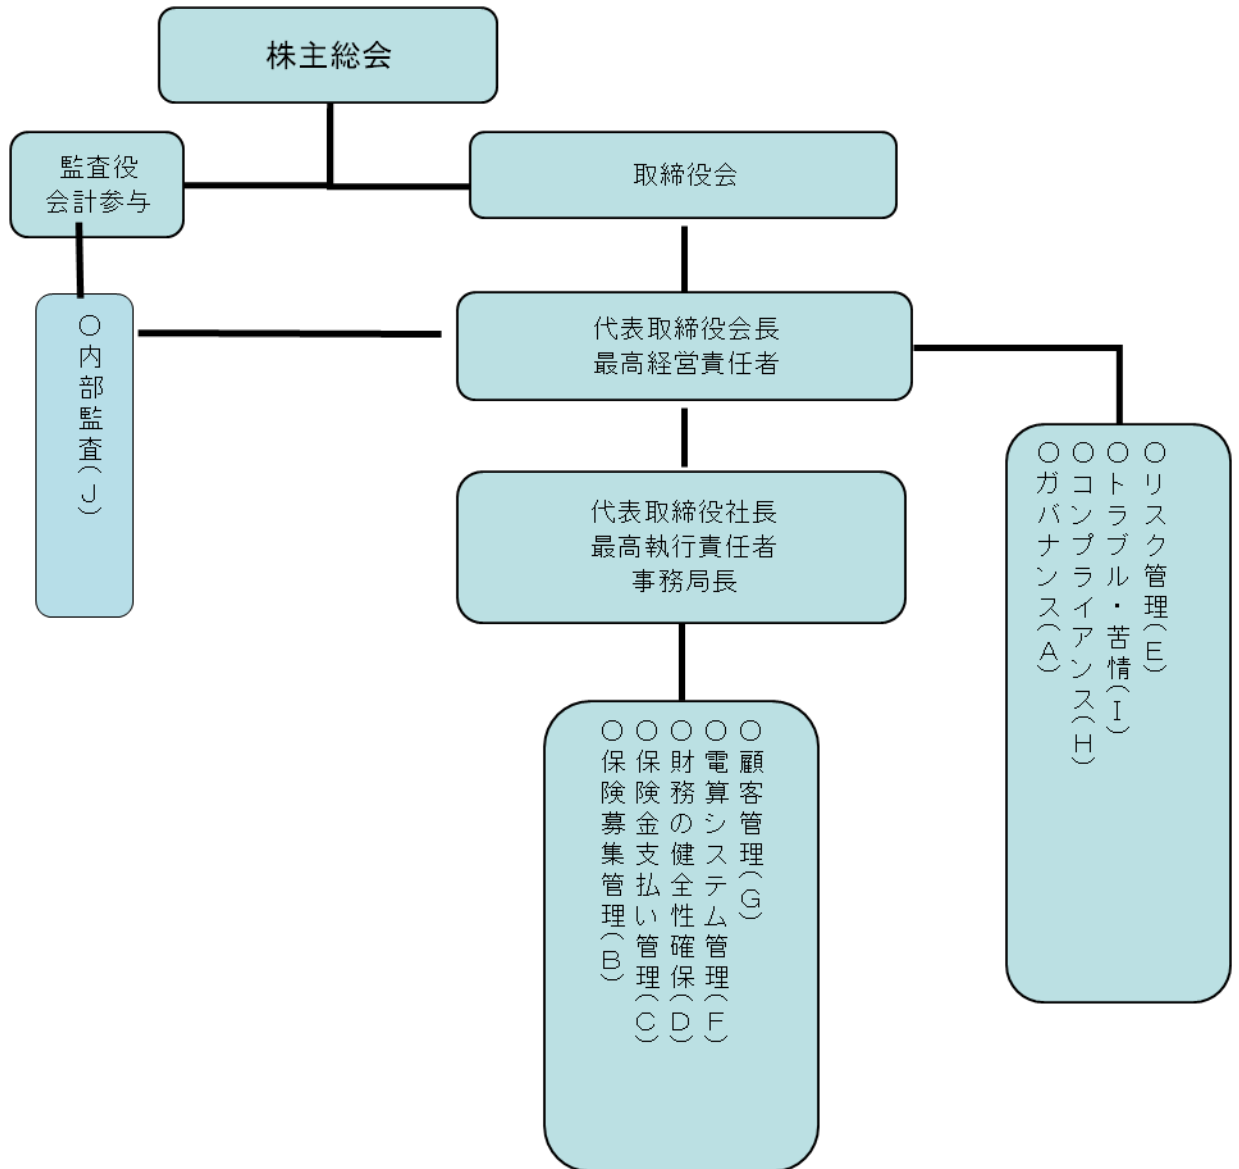 株主総会
監査役
会計参与
取締役会
代表取締役会長
最高経営責任者
○内部監査(J)
代表取締役社長
最高執行責任者
事務局長
○リスク管理(E)
○トラブル・苦情(I)
○コンプライアンス(H)
○ガバナンス(A)
○顧客管理(G)
○電算システム管理(F)
○財務の健全性確保(D)
○保険金支払い管理(C)
○保険募集管理(B)